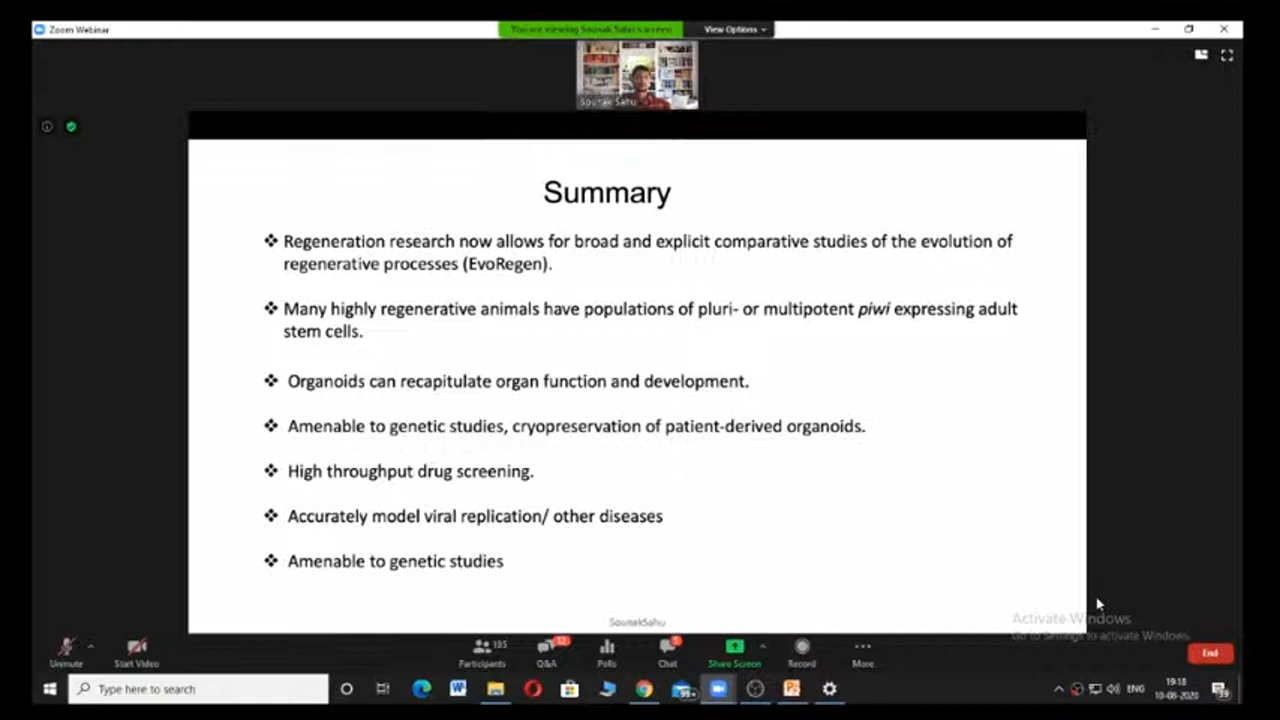 Zoom Webinar
You are viewing Sounak Sahu's screen
View Options
Sounak Sahu
Summary
❖ Regeneration research now allows for broad and explicit comparative studies of the evolution of
regenerative processes (EvoRegen).
❖ Many highly regenerative animals have populations of pluri- or multipotent piwi expressing adult
stem cells.
❖ Organoids can recapitulate organ function and development.
❖ Amenable to genetic studies, cryopreservation of patient-derived organoids.
❖ High throughput drug screening.
❖ Accurately model viral replication/ other diseases
❖ Amenable to genetic studies
SounakSahu
Activate Windows
Go to Settings to activate Windows.
Unmute
Start Video
Participants
Q&A 12
Polls
Chat
Share Screen
Record
More
End
Type here to search
99+
ENG
19:18
10-08-2020